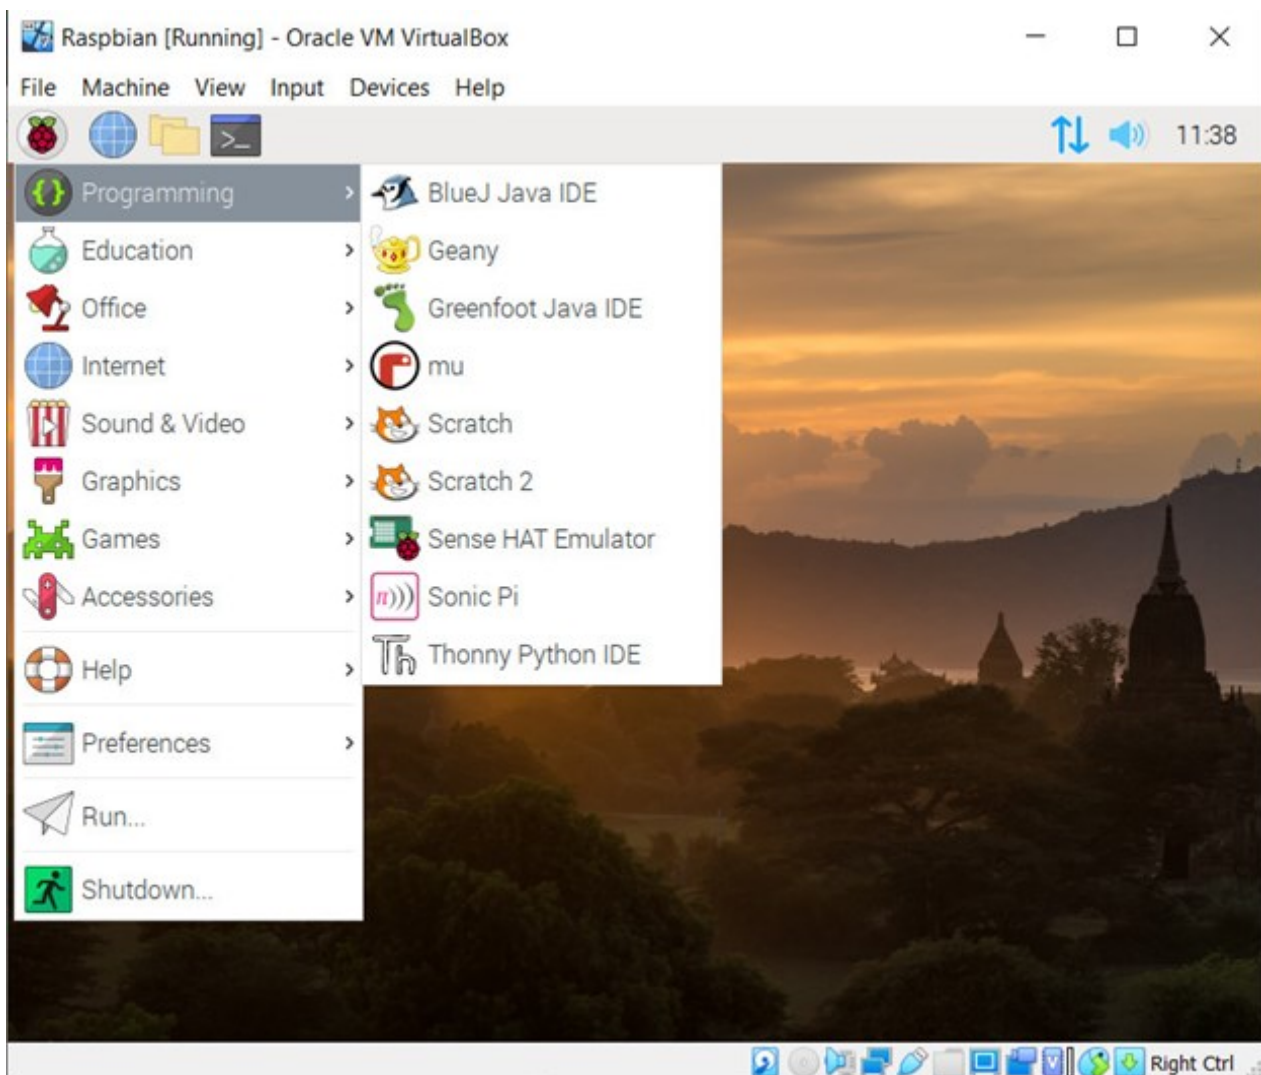 Raspbian [Running] - Oracle VM VirtualBox
File Machine View Input Devices Help
>_
11:38
Programming
Education
Office
Internet
Sound & Video
Graphics
Games
Accessories
Help
Preferences
Run...
Shutdown...
BlueJ Java IDE
Geany
Greenfoot Java IDE
mu
Scratch
Scratch 2
Sense HAT Emulator
π))) Sonic Pi
Th Thonny Python IDE
Right Ctrl